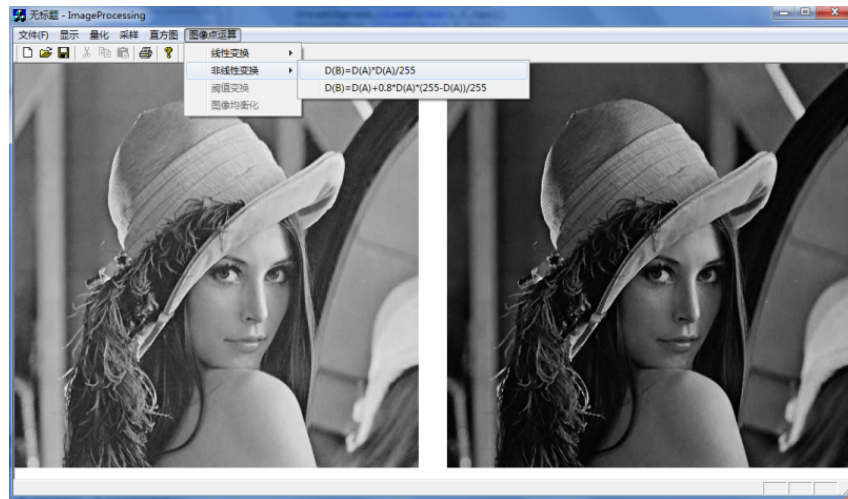 无标题 - ImageProcessing
文件(F) 显示 量化 采样 直方图 图像点运算
线性变换
非线性变换
D(B)=D(A)*D(A)/255
阈值变换
D(B)=D(A)+0.8*D(A)*(255-D(A))/255
图像均衡化